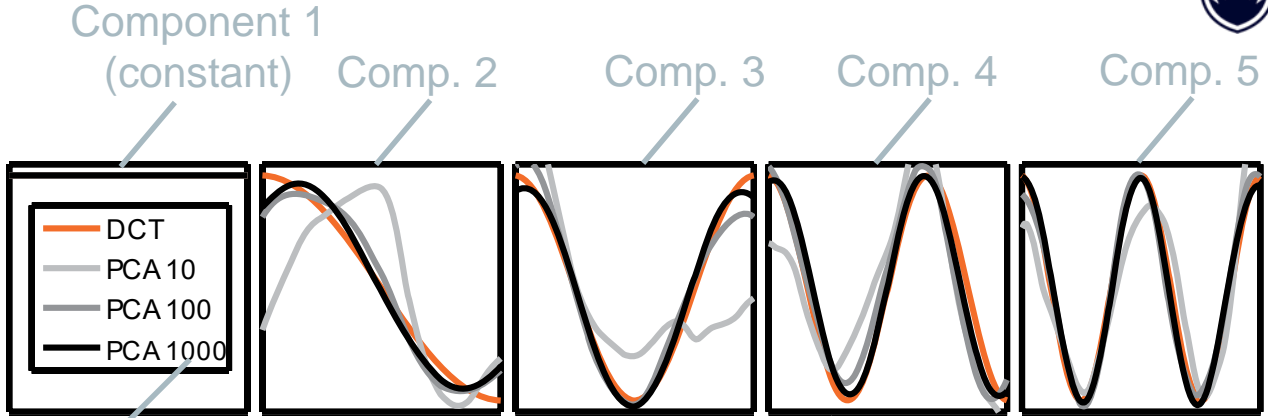 Component 1
(constant)
Comp. 2
Comp. 3
Comp. 4
Comp. 5
DCT
PCA 10
PCA 100
PCA 1000